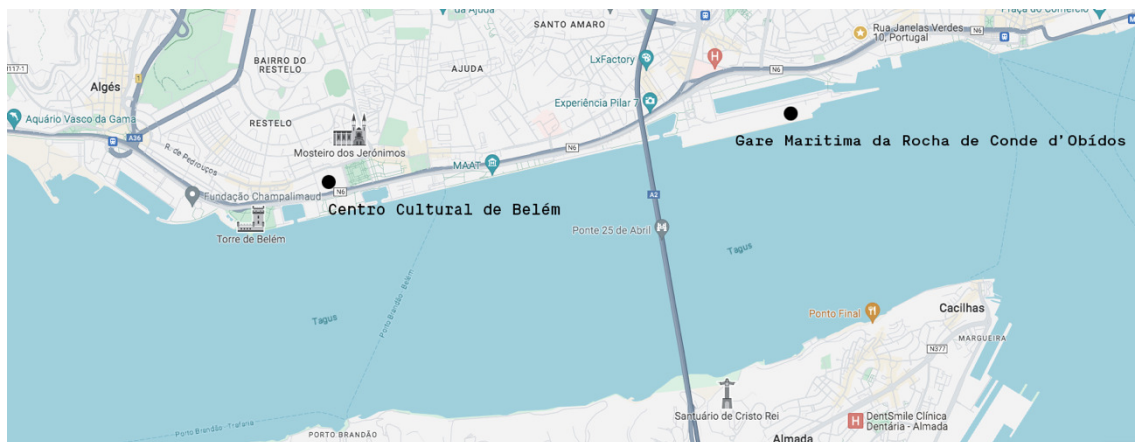 da Ajuda
SANTO AMARO
Praça do Comércio
N6
Rua Janelas Verdes
10, Portugal
N117-1
BAIRRO DO
RESTELO
AJUDA
LxFactory
H
N6
Algés
1
Experiência Pilar 7
Aquário Vasco da Gama
A36
RESTELO
R. de Pedrouços
Mosteiro dos Jerónimos
N6
MAAT
Gare Maritima da Rocha de Conde d'Obídos
Fundação Champalimaud
N6
A2
Centro Cultural de Belém
Torre de Belém
Ponte 25 de Abril
Tagus
Porto Brandão - Belém
Tagus
Ponto Final
Cacilhas
MARGUEIRA
N377
Santuário de Cristo Rei
H
DentSmile Clínica
Dentária - Almada
Porto Brandão - Trafaria
PORTO BRANDÃO
Almada